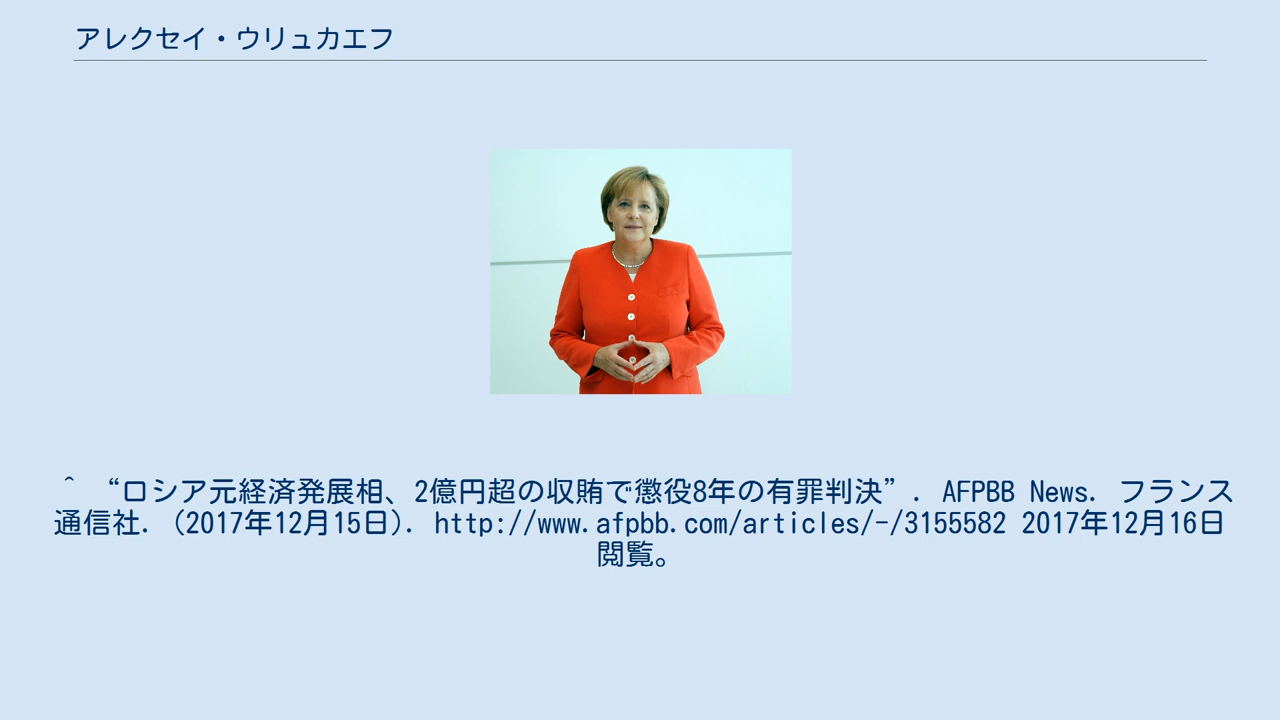 アレクセイ・ウリュカエフ
^ “ロシア元経済発展相、2億円超の収賄で懲役8年の有罪判決”. AFPBB News. フランス
通信社. (2017年12月15日). http://www.afpbb.com/articles/-/3155582 2017年12月16日
閲覧。